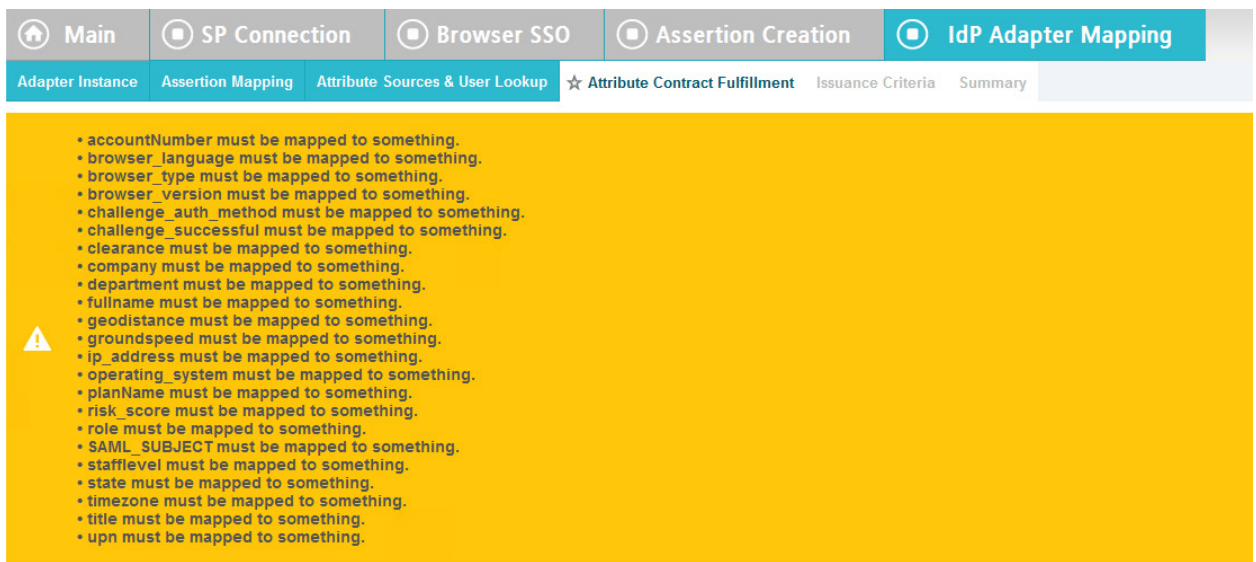 Main SP Connection Browser SSO Assertion Creation IdP Adapter Mapping
Adapter Instance Assertion Mapping Attribute Sources & User Lookup Attribute Contract Fulfillment Issuance Criteria Summary
• accountNumber must be mapped to something.
• browser_language must be mapped to something.
• browser_type must be mapped to something.
• browser_version must be mapped to something.
• challenge_auth_method must be mapped to something.
• challenge_successful must be mapped to something.
• clearance must be mapped to something.
• company must be mapped to something.
• department must be mapped to something.
• fullname must be mapped to something.
• geodistance must be mapped to something.
• groundspeed must be mapped to something.
• ip_address must be mapped to something.
• operating_system must be mapped to something.
• planName must be mapped to something.
• risk_score must be mapped to something.
• role must be mapped to something.
• SAML_SUBJECT must be mapped to something.
• stafflevel must be mapped to something.
• state must be mapped to something.
• timezone must be mapped to something.
• title must be mapped to something.
• upn must be mapped to something.